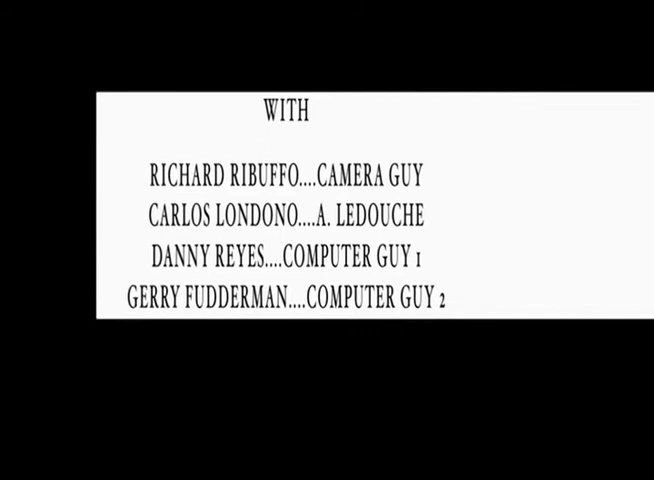 WITH
RICHARD RIBUFFO....CAMERA GUY
CARLOS LONDONO....A. LEDOUCHE
DANNY REYES....COMPUTER GUY 1
GERRY FUDDERMAN....COMPUTER GUY 2